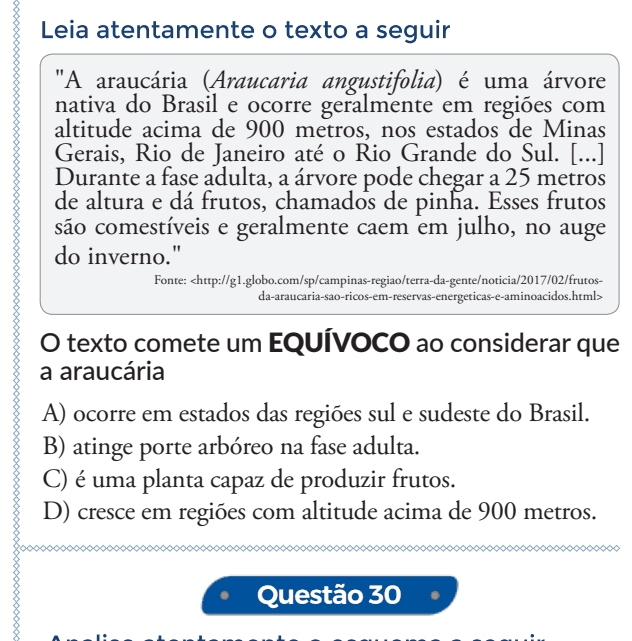 Leia atentamente o texto a seguir
"A araucária (Araucaria angustifolia) é uma árvore
nativa do Brasil e ocorre geralmente em regiões com
altitude acima de 900 metros, nos estados de Minas
Gerais, Rio de Janeiro até o Rio Grande do Sul. [...]
Durante a fase adulta, a árvore pode chegar a 25 metros
de altura e dá frutos, chamados de pinha. Esses frutos
são comestíveis e geralmente caem em julho, no auge
do inverno."
Fonte: <http://g1.globo.com/sp/campinas-regiao/terra-da-gente/noticia/2017/02/frutos-
da-araucaria-sao-ricos-em-reservas-energeticas-e-aminoacidos.html>
O texto comete um EQUÍVOCO ao considerar que
a araucária
A) ocorre em estados das regiões sul e sudeste do Brasil.
B) atinge porte arbóreo na fase adulta.
C) é uma planta capaz de produzir frutos.
D) cresce em regiões com altitude acima de 900 metros.
Questão 30
Analise atentamente o esquema a seguir